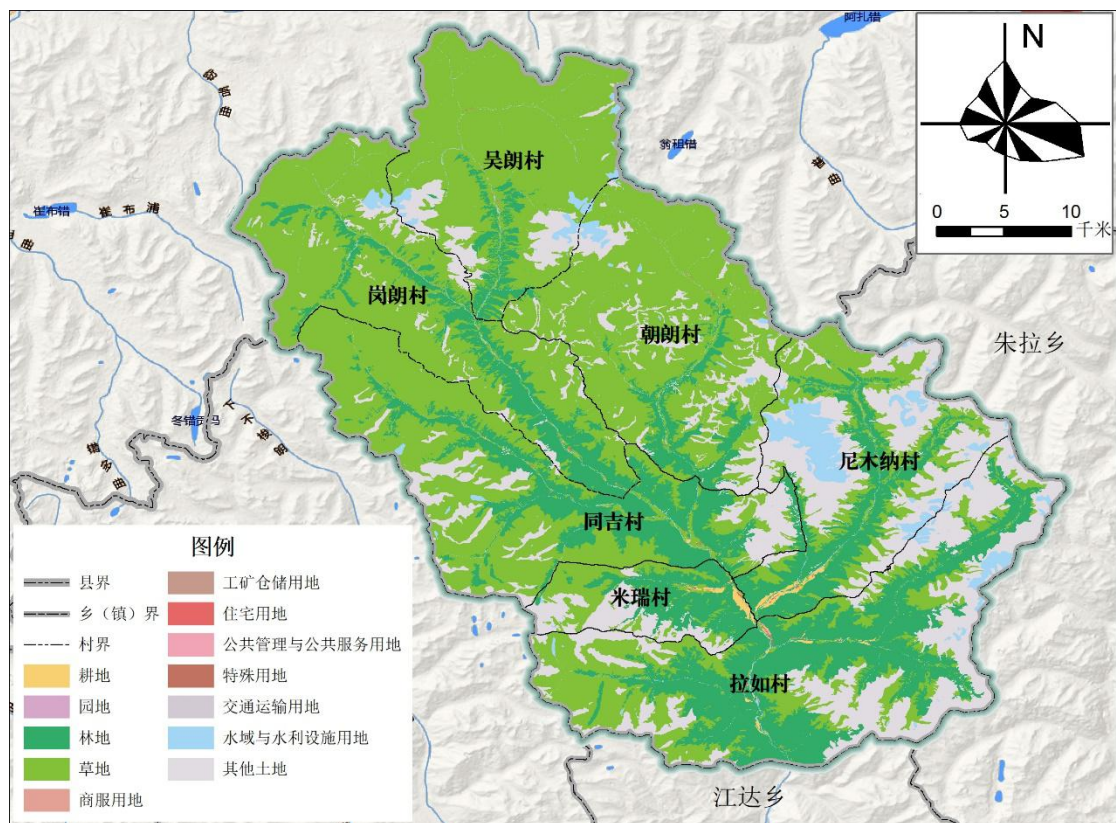 阿扎错
N
0 5 10
千米
翁租错
崔布错
崔布浦
吴朗村
岗朗村
朝朗村
朱拉乡
冬错贡马
尼木纳村
同吉村
米瑞村
拉如村
江达乡
图例
县界
乡（镇）界
村界
耕地
园地
林地
草地
商服用地
工矿仓储用地
住宅用地
公共管理与公共服务用地
特殊用地
交通运输用地
水域与水利设施用地
其他土地